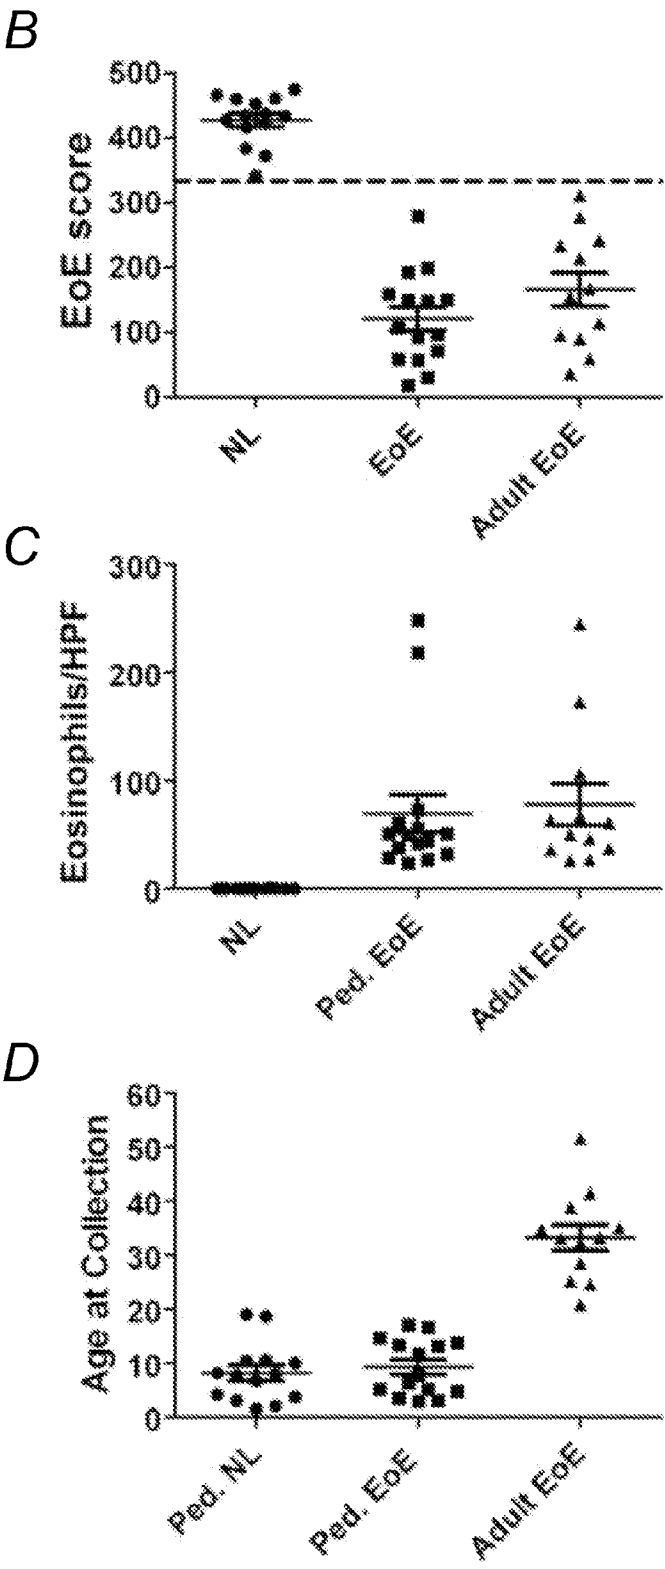 B
EoE score
500
400
300
200
100
0
NL
EoE
Adult EoE
C
Eosinophils/HPF
300
200
100
0
NL
Ped. EoE
Adult EoE
D
Age at Collection
60
50
40
30
20
10
0
Ped. NL
Ped. EoE
Adult EoE